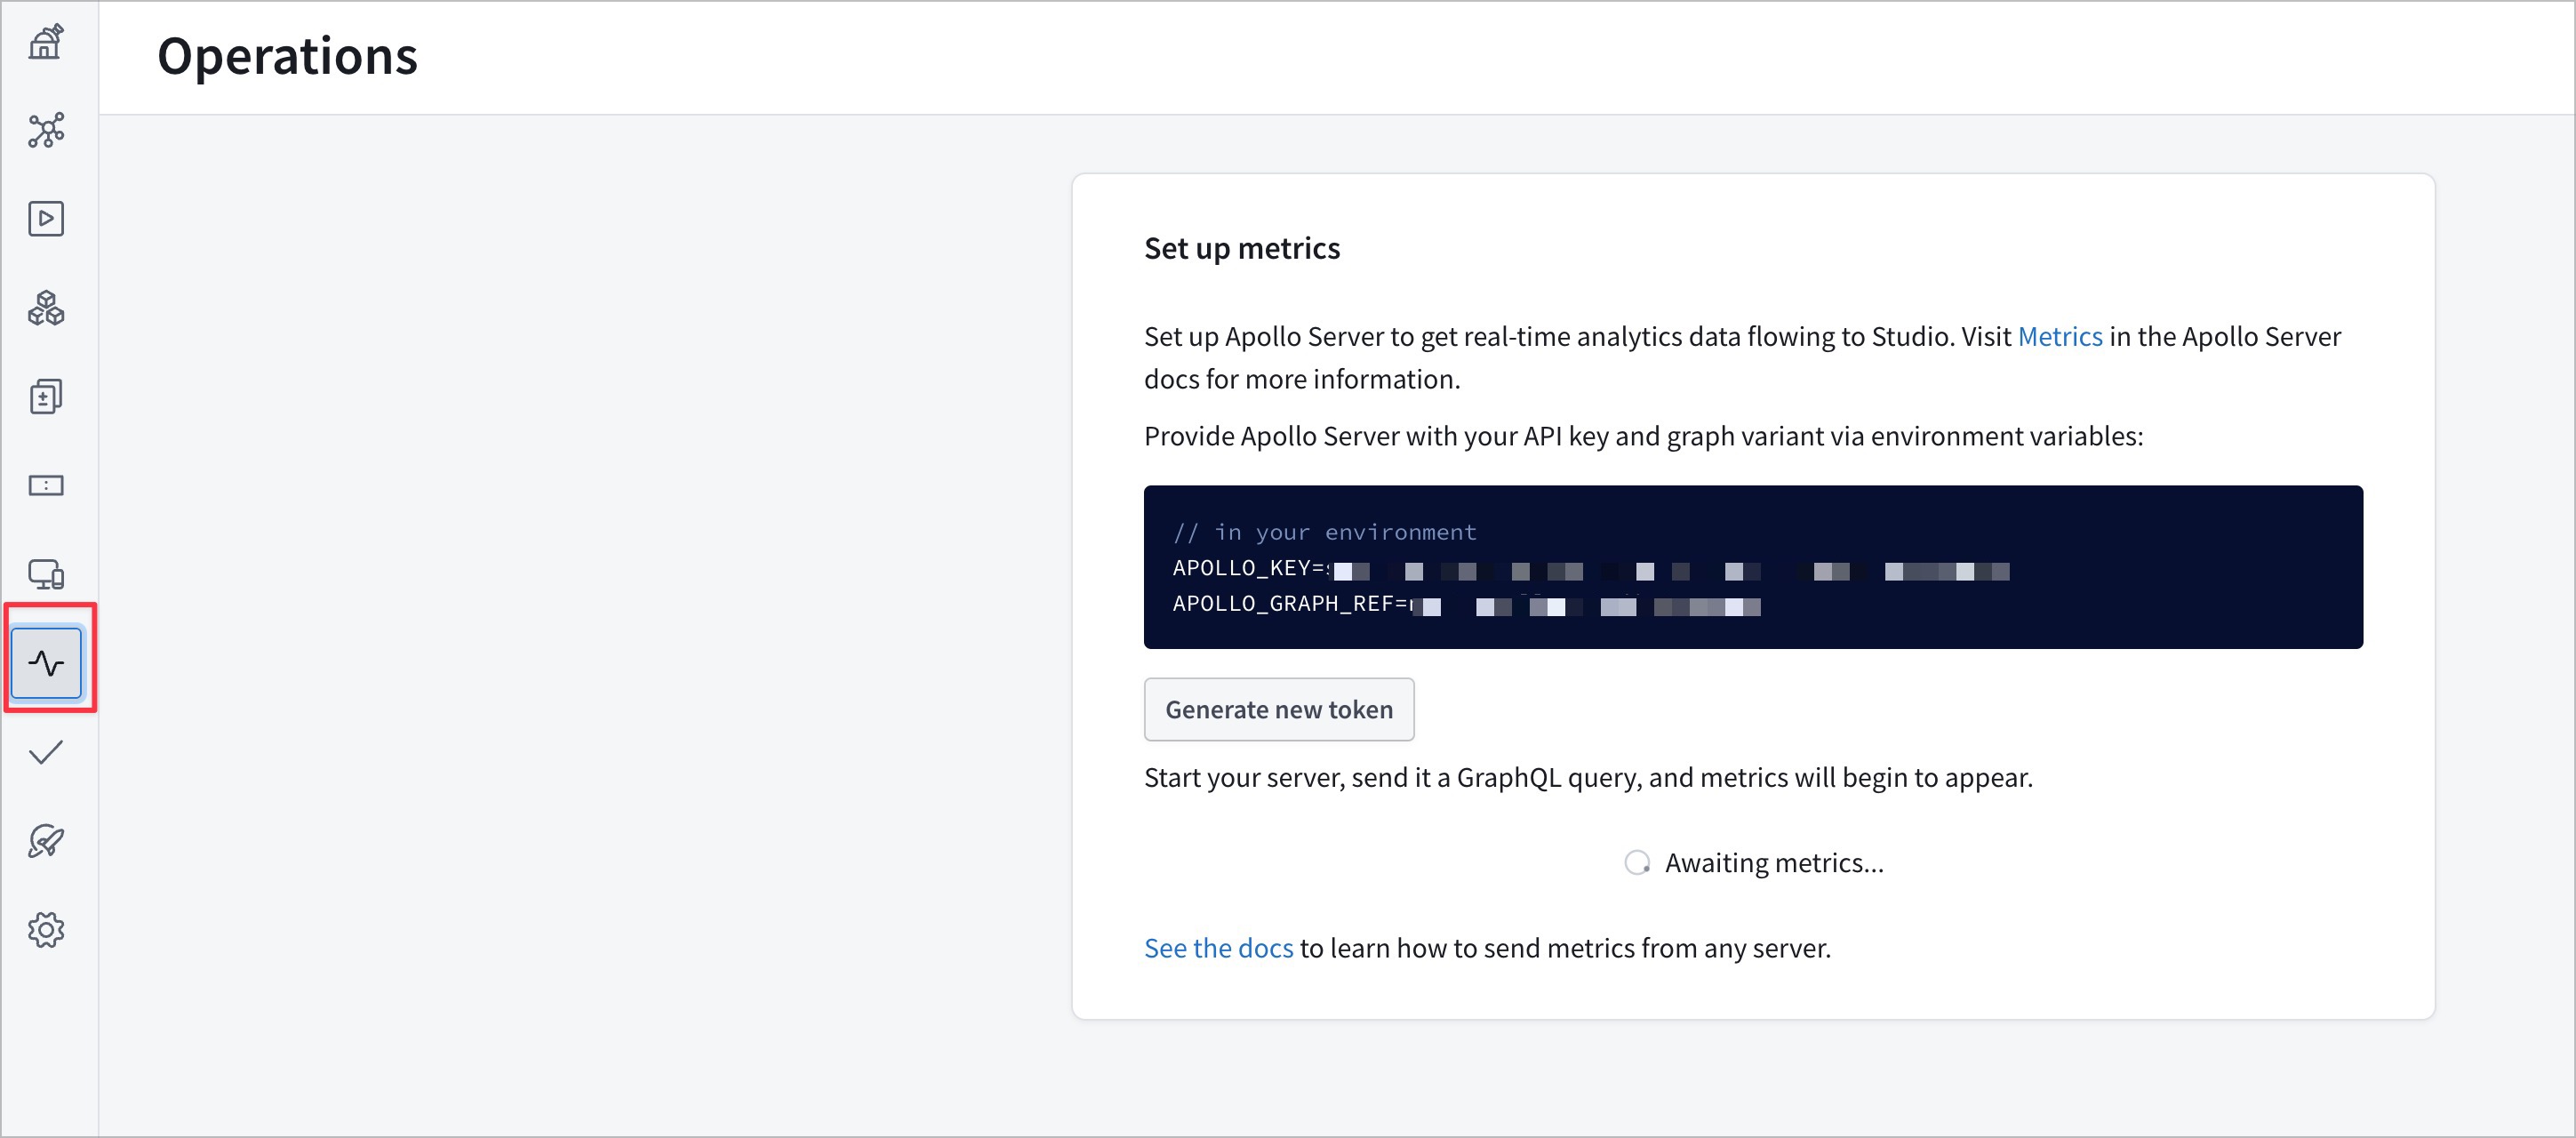 Operations
Set up metrics
Set up Apollo Server to get real-time analytics data flowing to Studio. Visit Metrics in the Apollo Server
docs for more information.
Provide Apollo Server with your API key and graph variant via environment variables:
// in your environment
APOLLO_KEY=
APOLLO_GRAPH_REF=
Generate new token
Start your server, send it a GraphQL query, and metrics will begin to appear.
Awaiting metrics...
See the docs to learn how to send metrics from any server.